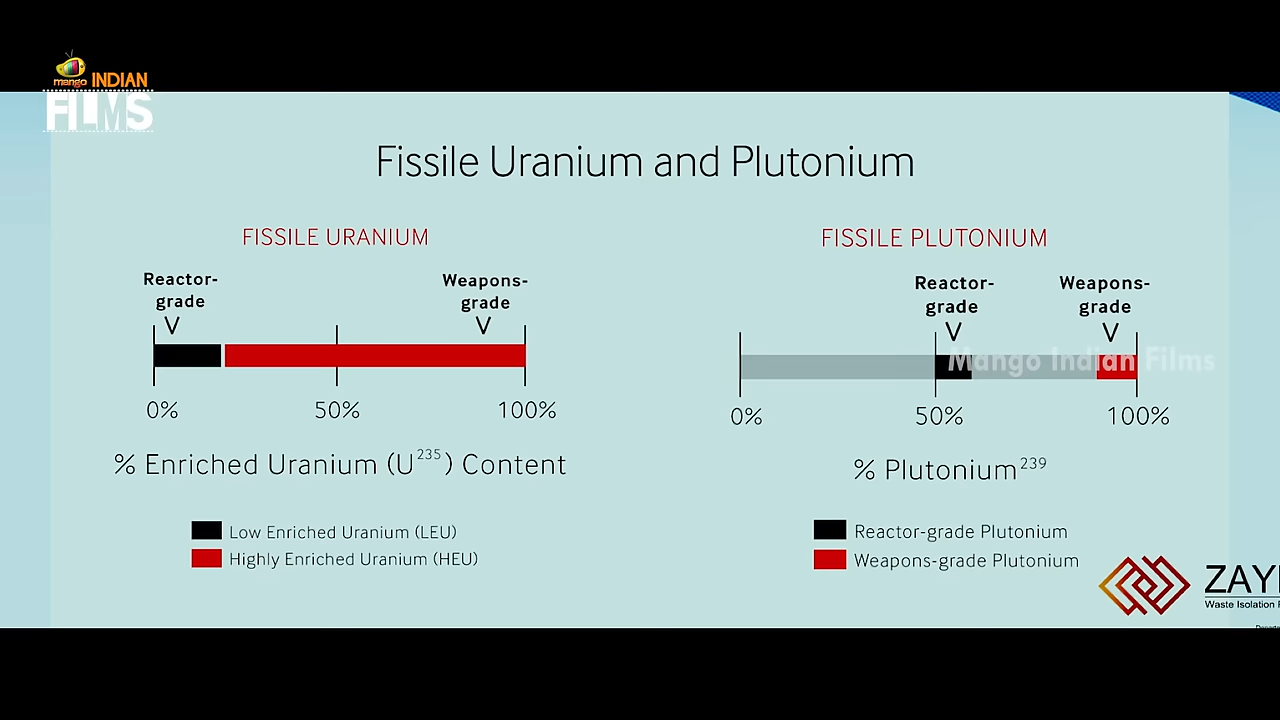 mango INDIAN
FILMS
Fissile Uranium and Plutonium
FISSILE URANIUM
Reactor-
grade
Weapons-
grade
0%
50%
100%
% Enriched Uranium (U²³⁵) Content
Low Enriched Uranium (LEU)
Highly Enriched Uranium (HEU)
FISSILE PLUTONIUM
Reactor-
grade
Weapons-
grade
Mango Indian Films
0%
50%
100%
% Plutonium²³⁹
Reactor-grade Plutonium
Weapons-grade Plutonium
Waste Isolation